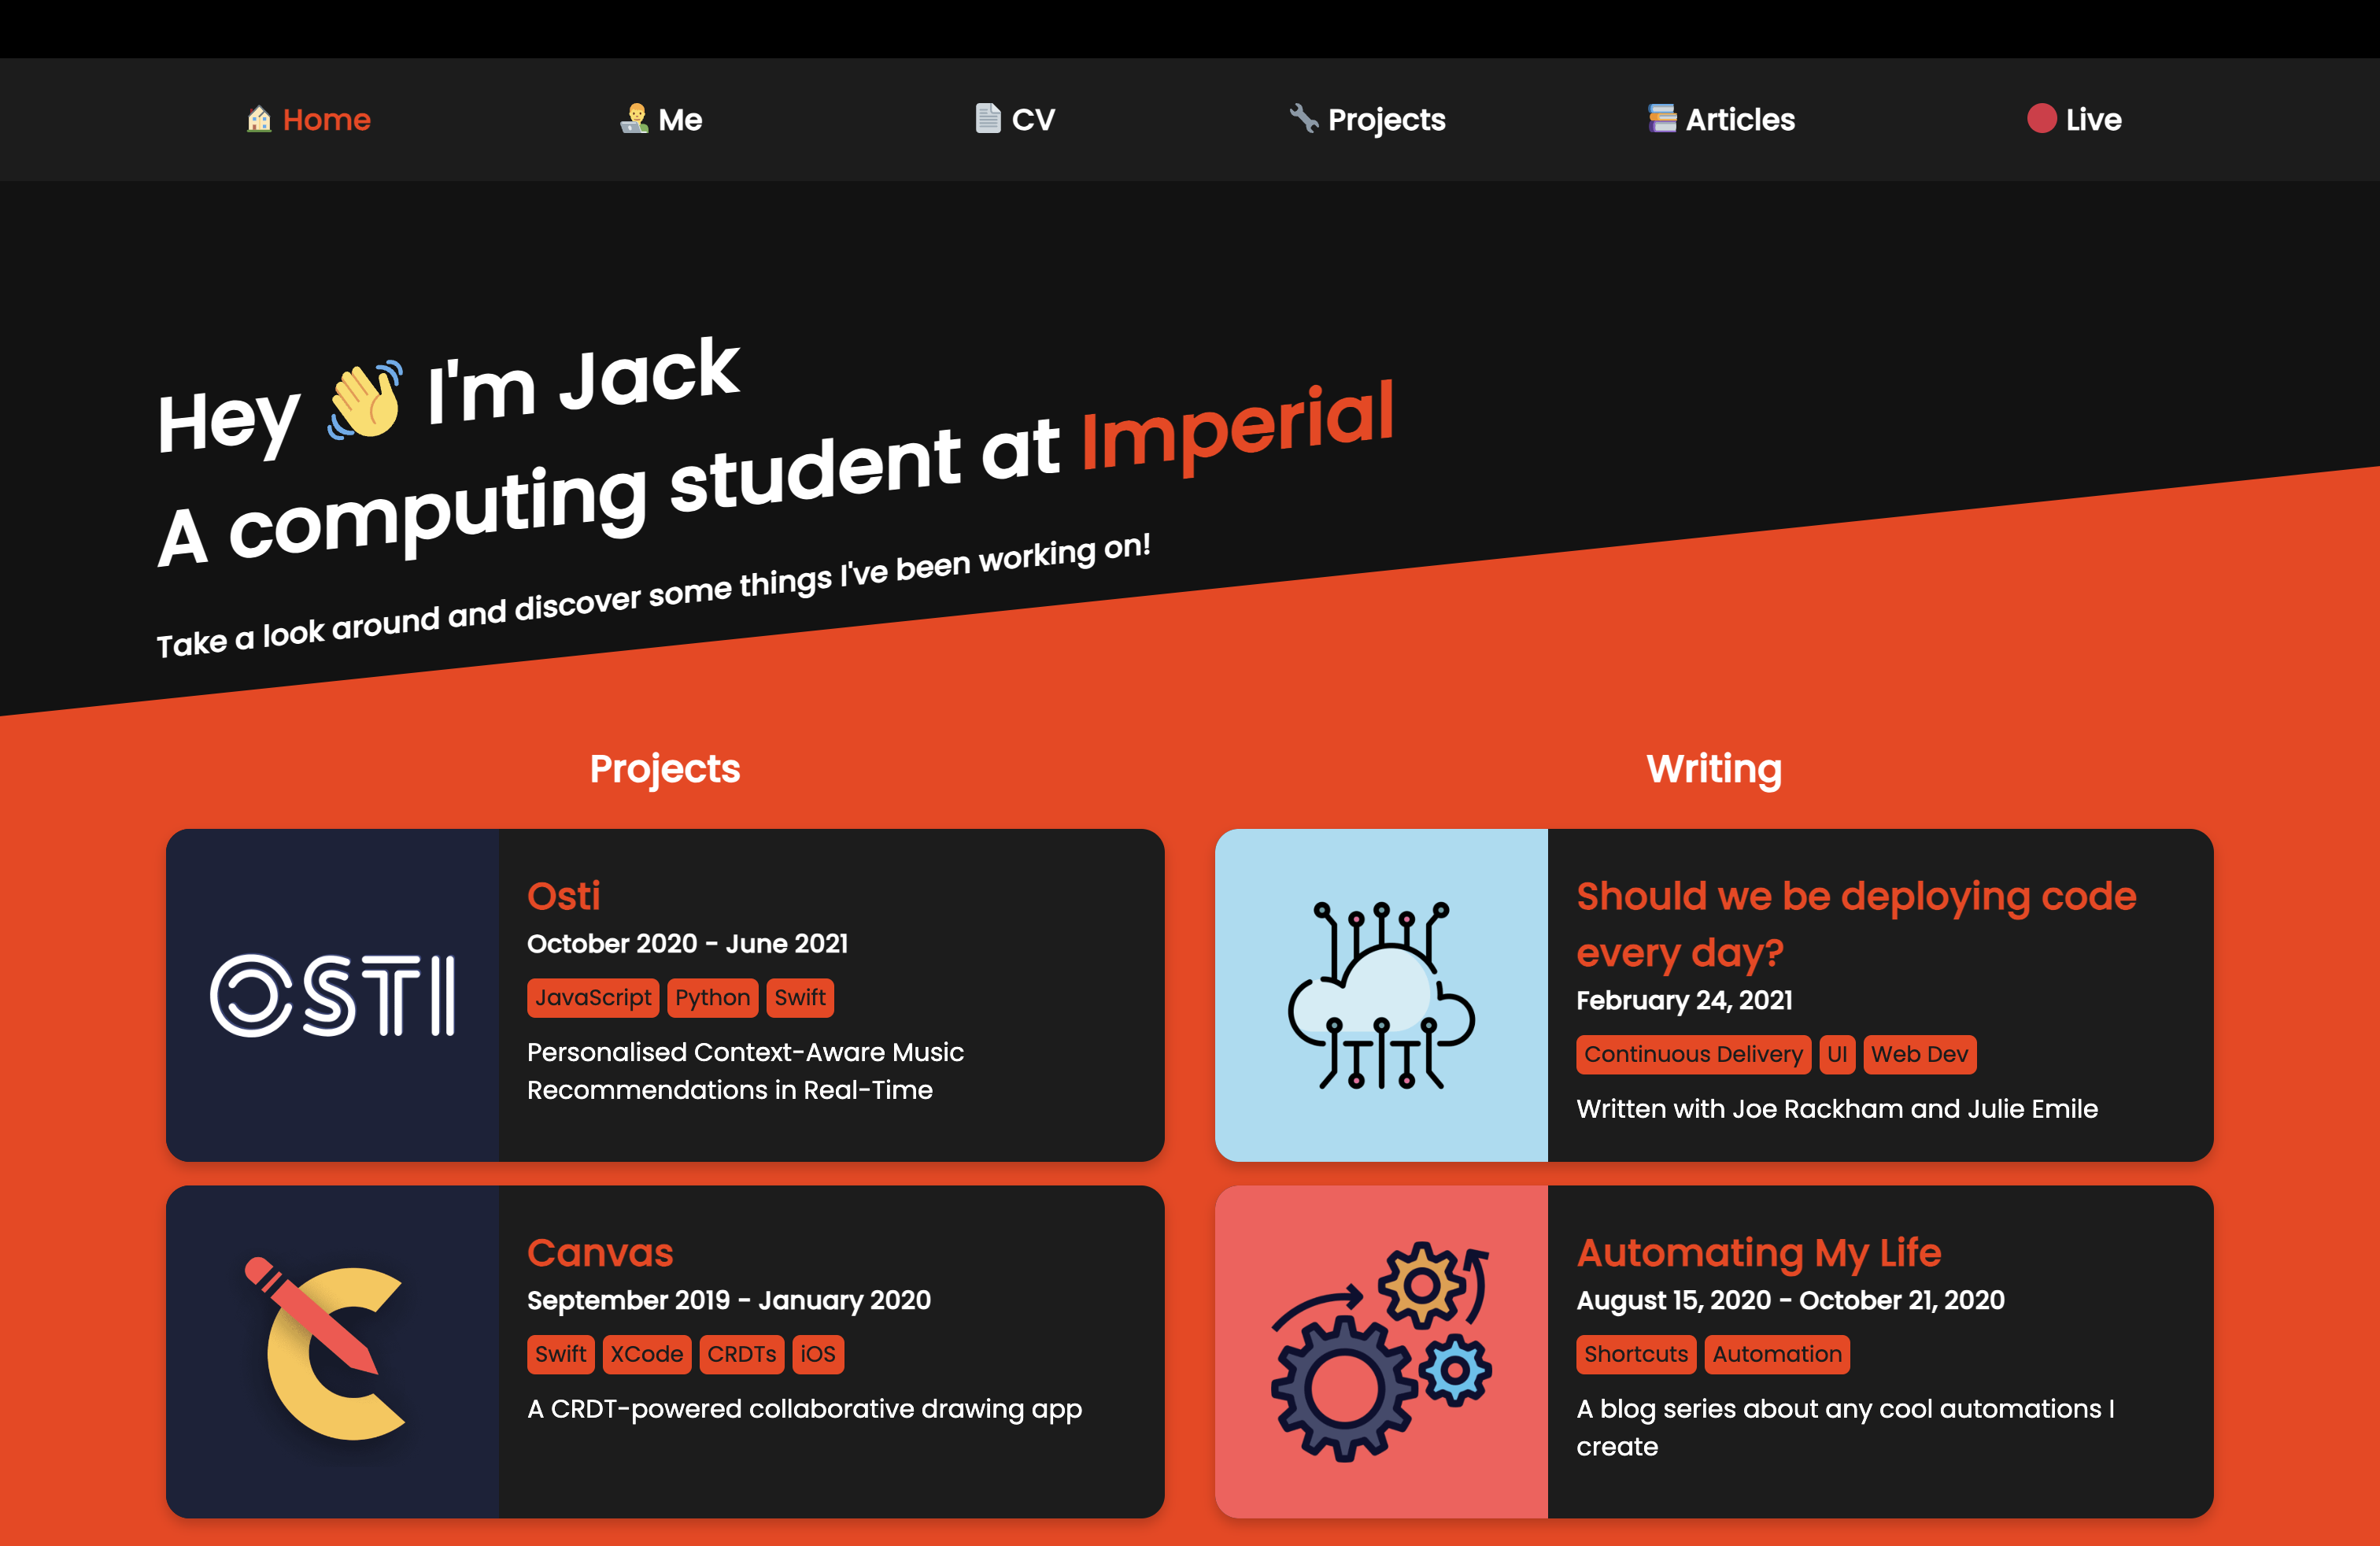 🏠 Home
👨‍💻 Me
📄 CV
🔧 Projects
📚 Articles
🔴 Live
Hey 👋 I'm Jack
A computing student at Imperial
Take a look around and discover some things I've been working on!
Projects
OSTI
Osti
October 2020 - June 2021
JavaScript Python Swift
Personalised Context-Aware Music
Recommendations in Real-Time
Canvas
September 2019 - January 2020
Swift XCode CRDTs iOS
A CRDT-powered collaborative drawing app
Writing
Should we be deploying code
every day?
February 24, 2021
Continuous Delivery UI Web Dev
Written with Joe Rackham and Julie Emile
Automating My Life
August 15, 2020 - October 21, 2020
Shortcuts Automation
A blog series about any cool automations I
create